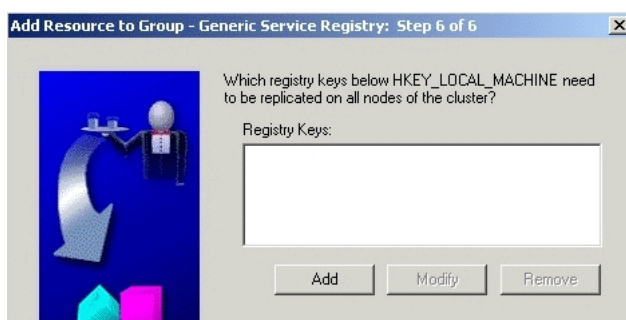 Add Resource to Group - Generic Service Registry: Step 6 of 6
Which registry keys below HKEY_LOCAL_MACHINE need
to be replicated on all nodes of the cluster?
Registry Keys:
Add Modify Remove